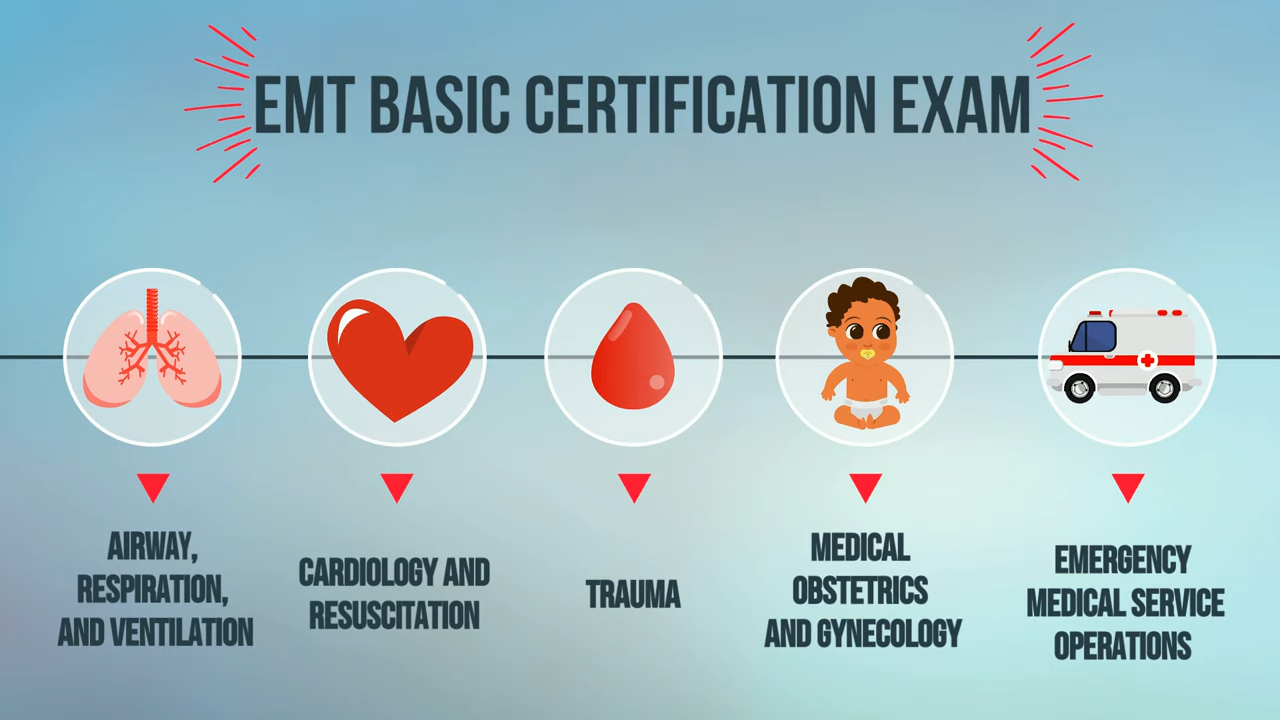 EMT BASIC CERTIFICATION EXAM
AIRWAY,
RESPIRATION,
AND VENTILATION
CARDIOLOGY AND
RESUSCITATION
TRAUMA
MEDICAL
OBSTETRICS
AND GYNECOLOGY
EMERGENCY
MEDICAL SERVICE
OPERATIONS